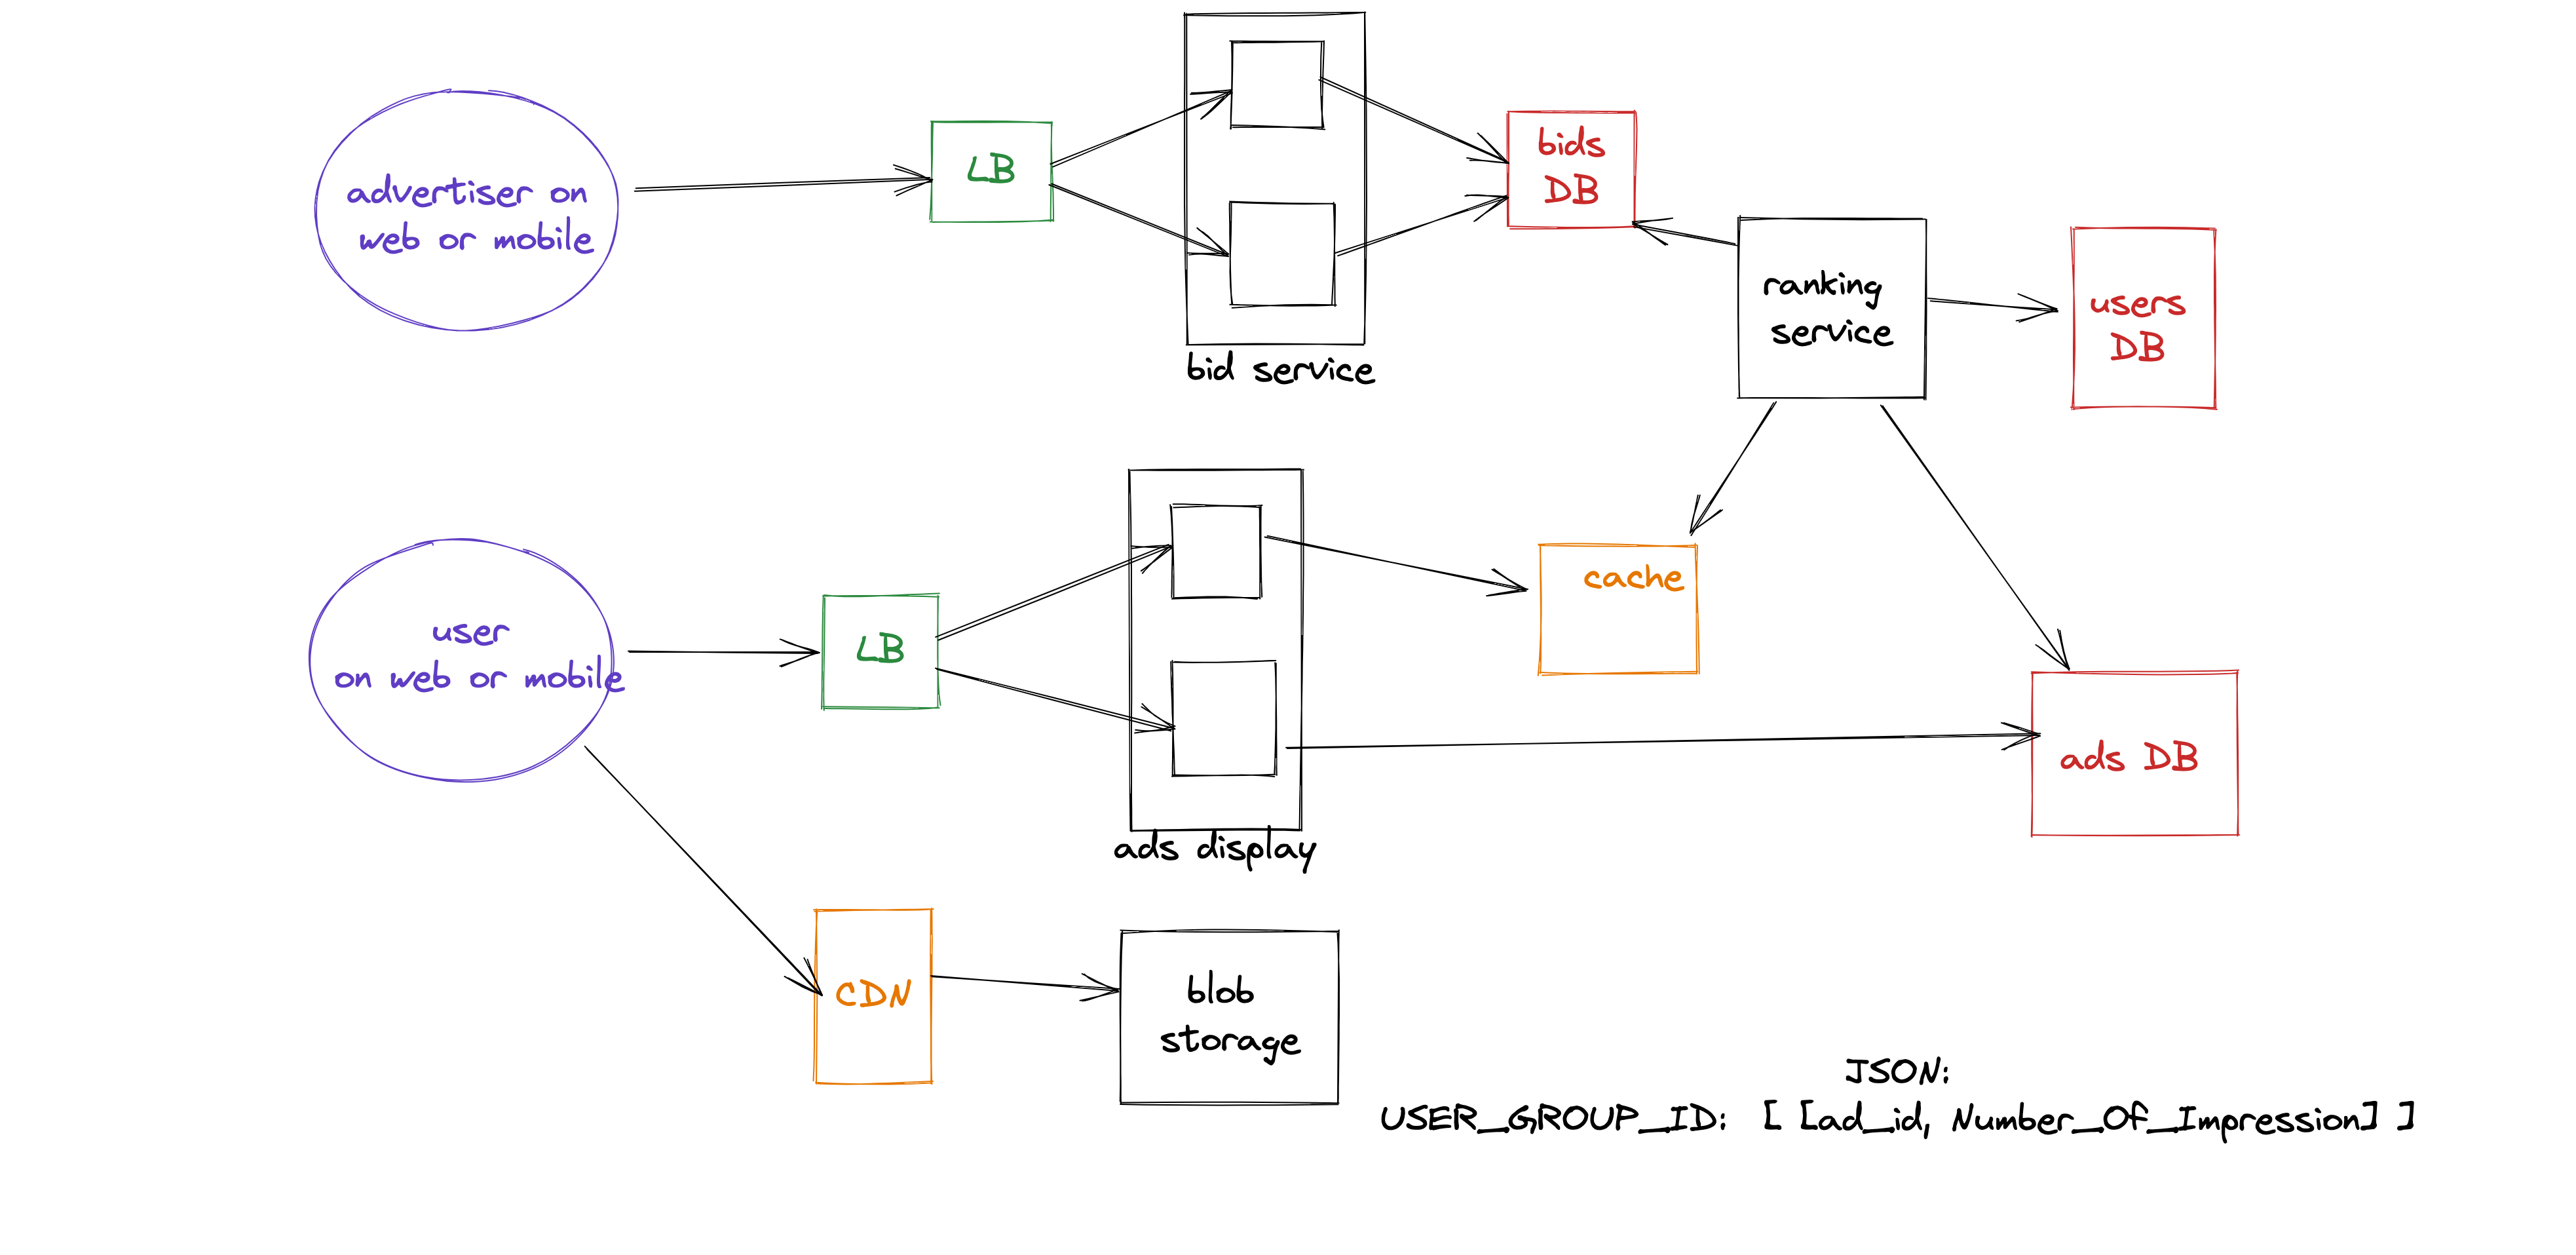 advertiser on
web or mobile
LB
bid service
bids
DB
ranking
service
users
DB
user
on web or mobile
LB
ads display
cache
ads DB
CDN
blob
storage
JSON:
USER_GROUP_ID: [ [ad_id, Number_Of_Impression] ]